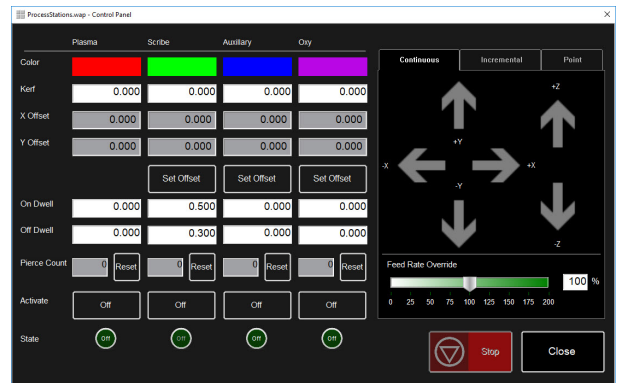 ProcessStations.wap - Control Panel
Plasma Scribe Auxillary Oxy
Color
Kerf 0.000 0.000 0.000 0.000
X Offset 0.000 0.000 0.000 0.000
Y Offset 0.000 0.000 0.000 0.000
Set Offset Set Offset Set Offset
On Dwell 0.000 0.500 0.000 0.000
Off Dwell 0.000 0.300 0.000 0.000
Pierce Count 0 Reset 0 Reset 0 Reset 0 Reset
Activate Off Off Off Off
State Off Off Off Off
Continuous Incremental Point
+Z
+Y
-X +X
-Y
-Z
Feed Rate Override
100 %
0 25 50 75 100 125 150 175 200
Stop Close